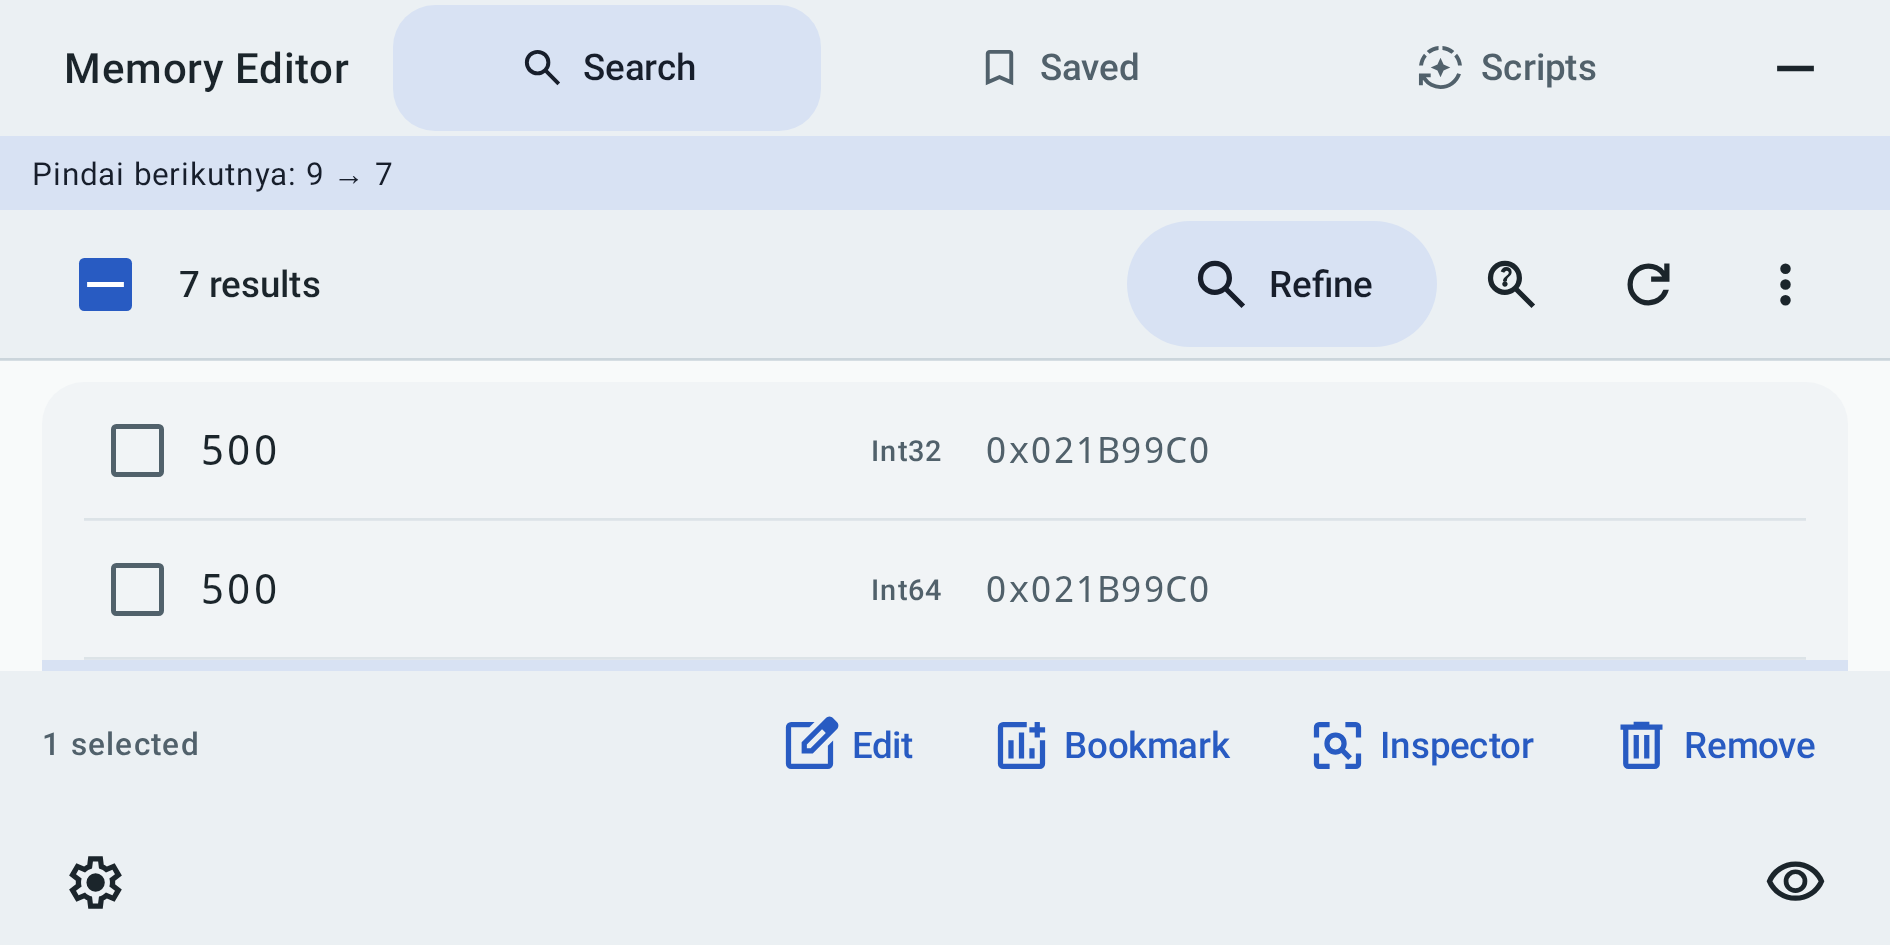 Memory Editor Search Saved Scripts
Pindai berikutnya: 9 → 7
7 results Refine
500 Int32 0x021B99C0
500 Int64 0x021B99C0
1 selected Edit Bookmark Inspector Remove